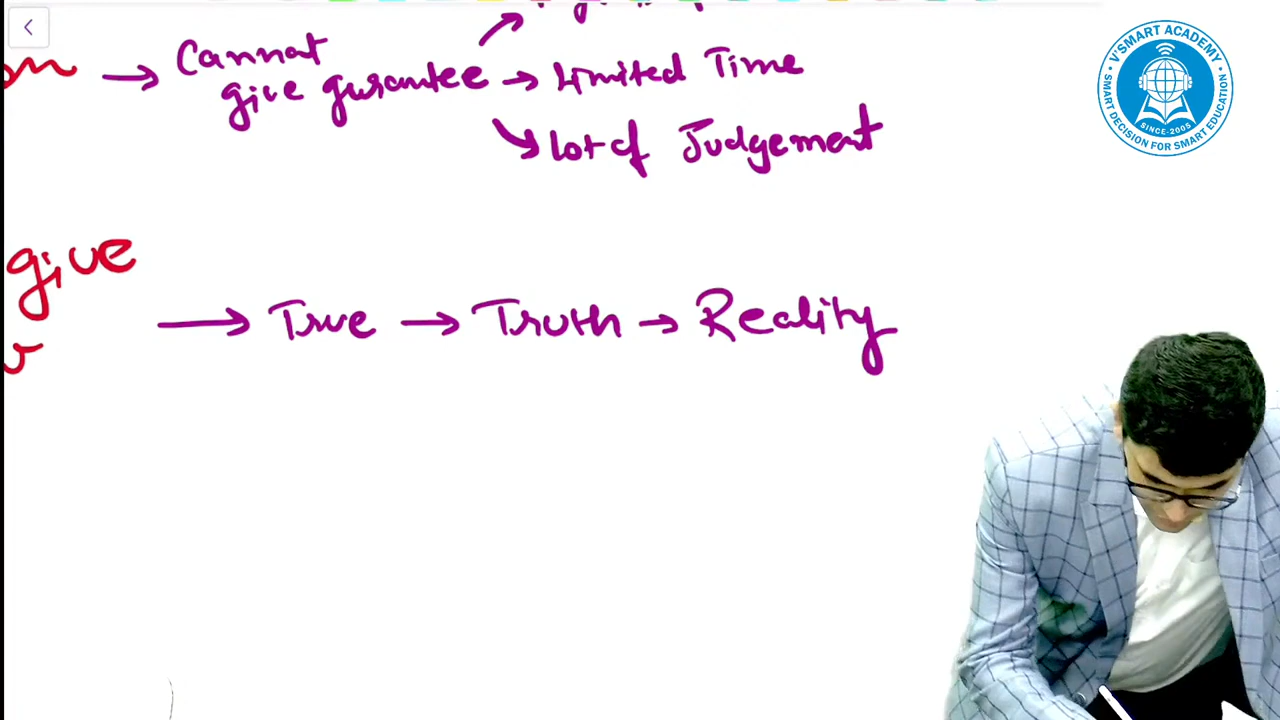 Cannat
give gurantee → Limited Time
Lot of Judgement
give
→ True → Truth → Reality
V'SMART ACADEMY
SINCE-2005
SMART DECISION FOR SMART EDUCATION